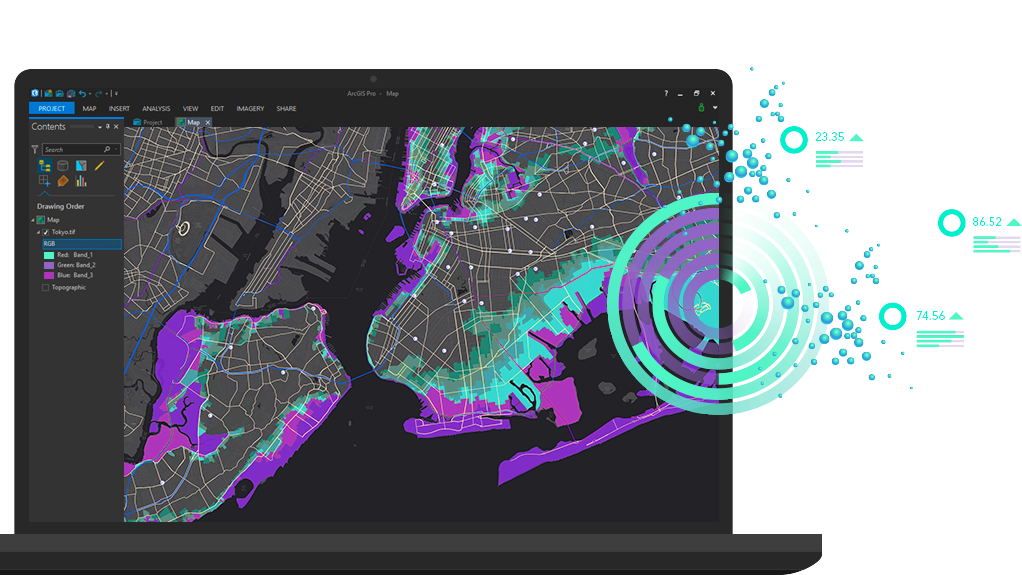 ArcGIS Pro - Map
?
PROJECT MAP INSERT ANALYSIS VIEW EDIT IMAGERY SHARE
Contents
Project
Map
Search
Drawing Order
Map
Tokyo.tif
RGB
Red: Band_1
Green: Band_2
Blue: Band_3
Topographic
23.35
86.52
74.56